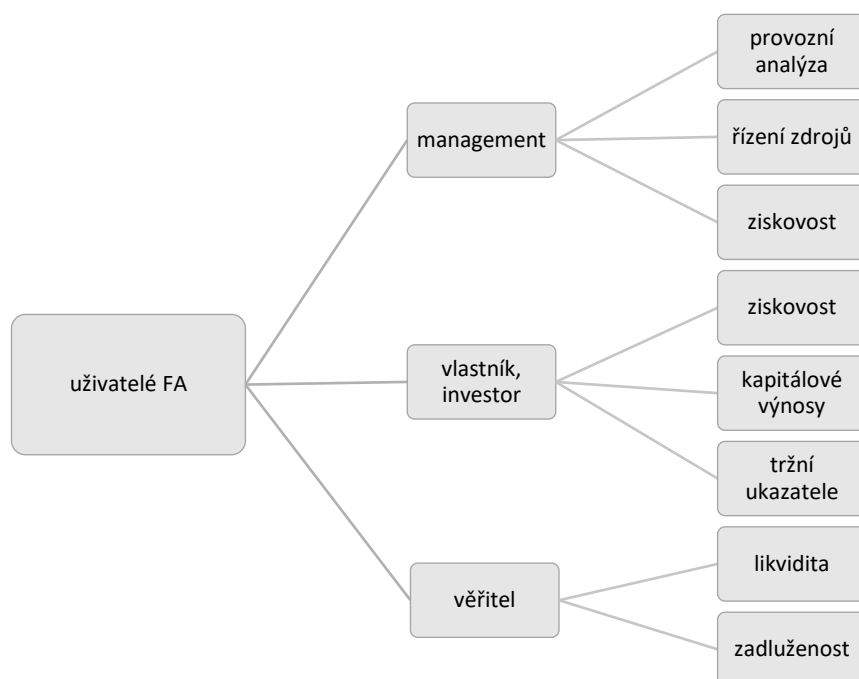 uživatelé FA
management
provozní
analýza
řízení zdrojů
ziskovost
vlastník,
investor
ziskovost
kapitálové
výnosy
tržní
ukazatele
věřitel
likvidita
zadluženost